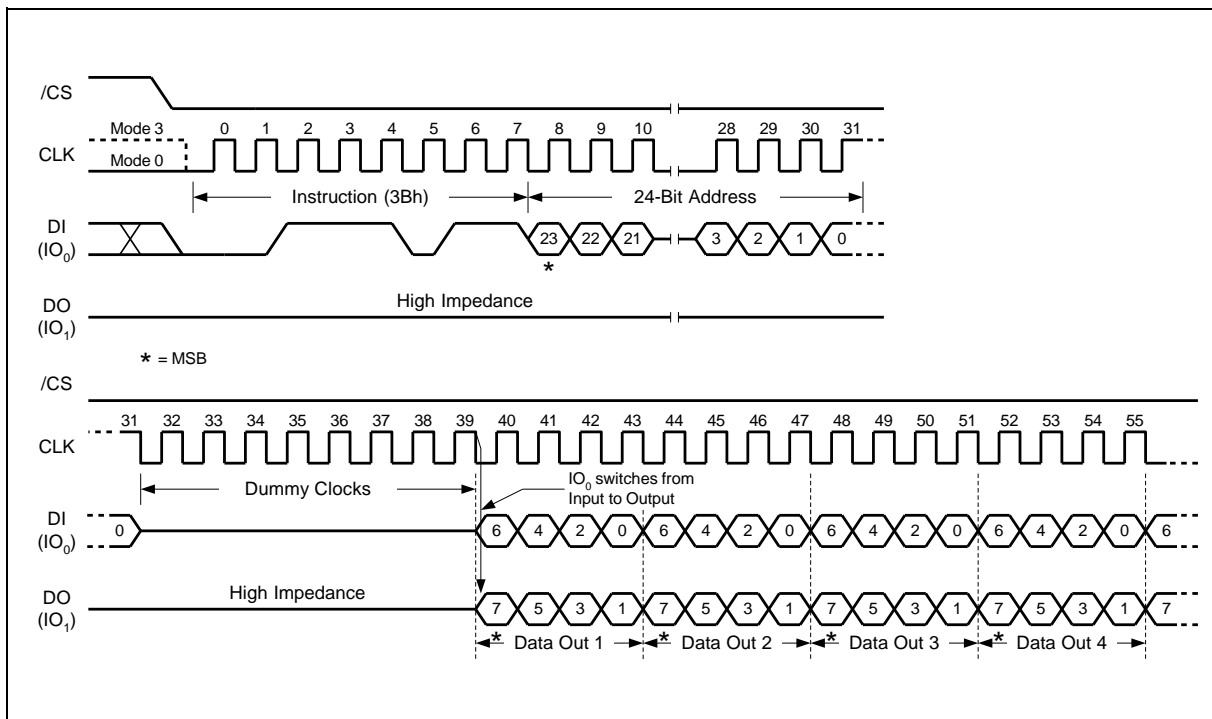 /CS
Mode 3 0 1 2 3 4 5 6 7 8 9 10 28 29 30 31
CLK
Mode 0
Instruction (3Bh) 24-Bit Address
DI
(IO0) 23 22 21 3 2 1 0
*
High Impedance
DO
(IO1)
* = MSB
/CS
31 32 33 34 35 36 37 38 39 40 41 42 43 44 45 46 47 48 49 50 51 52 53 54 55
CLK
Dummy Clocks
IO0 switches from
Input to Output
DI
(IO0) 0 6 4 2 0 6 4 2 0 6 4 2 0 6 4 2 0 6
High Impedance
DO
(IO1) 7 5 3 1 7 5 3 1 7 5 3 1 7 5 3 1 7
* Data Out 1 * Data Out 2 * Data Out 3 * Data Out 4